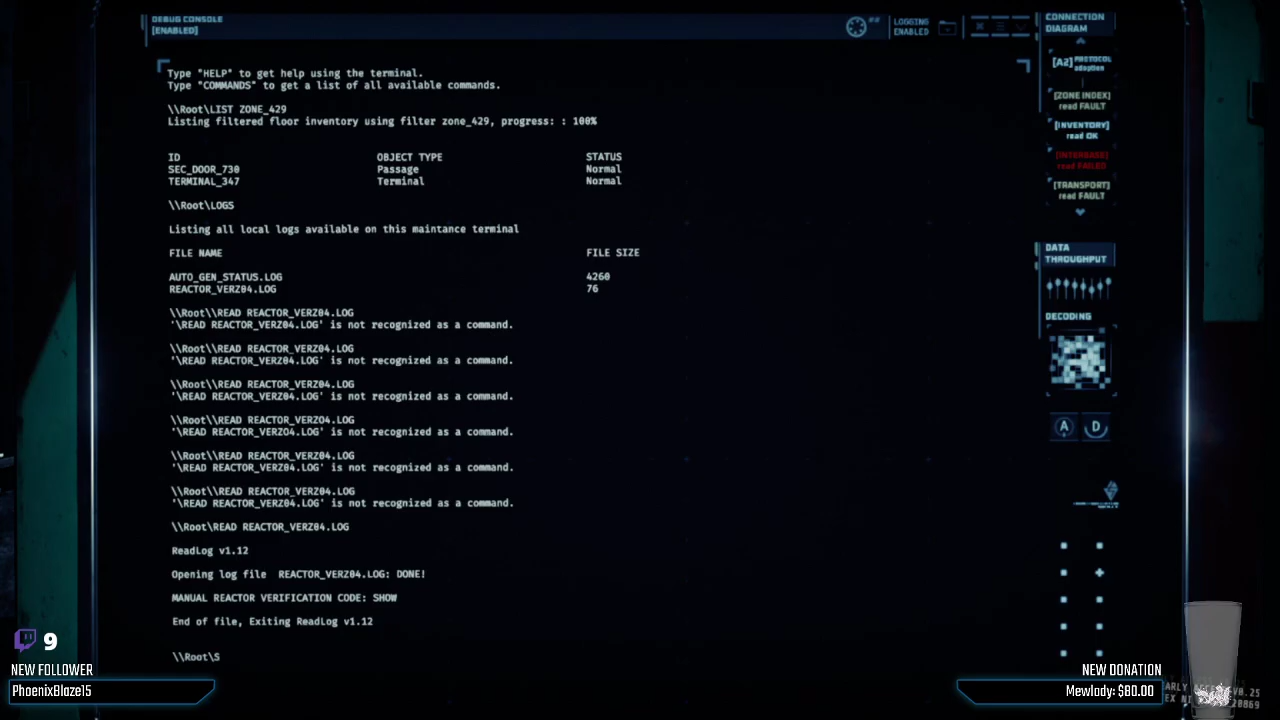 DEBUG CONSOLE
[ENABLED]
LOGGING
ENABLED
Type "HELP" to get help using the terminal.
Type "COMMANDS" to get a list of all available commands.
\\Root\LIST ZONE_429
Listing filtered floor inventory using filter zone_429, progress: : 100%
ID OBJECT TYPE STATUS
SEC_DOOR_730 Passage Normal
TERMINAL_347 Terminal Normal
\\Root\LOGS
Listing all local logs available on this maintance terminal
FILE NAME FILE SIZE
AUTO_GEN_STATUS.LOG 4260
REACTOR_VERZ04.LOG 76
\\Root\\READ REACTOR_VERZ04.LOG
'\READ REACTOR_VERZ04.LOG' is not recognized as a command.
\\Root\\READ REACTOR_VERZ04.LOG
'\READ REACTOR_VERZ04.LOG' is not recognized as a command.
\\Root\\READ REACTOR_VERZ04.LOG
'\READ REACTOR_VERZ04.LOG' is not recognized as a command.
\\Root\\READ REACTOR_VERZO4.LOG
'\READ REACTOR_VERZO4.LOG' is not recognized as a command.
\\Root\\READ REACTOR_VERZ04.LOG
'\READ REACTOR_VERZ04.LOG' is not recognized as a command.
\\Root\\READ REACTOR_VERZ04.LOG
'\READ REACTOR_VERZ04.LOG' is not recognized as a command.
\\Root\READ REACTOR_VERZ04.LOG
ReadLog v1.12
Opening log file REACTOR_VERZ04.LOG: DONE!
MANUAL REACTOR VERIFICATION CODE: SHOW
End of file, Exiting ReadLog v1.12
\\Root\S
CONNECTION
DIAGRAM
[A2] PROTOCOL
adaption
[ZONE INDEX]
read FAULT
[INVENTORY]
read OK
read FAILED
[TRANSPORT]
read FAULT
DATA
THROUGHPUT
DECODING
A D
9
NEW FOLLOWER
PhoenixBlaze15
NEW DONATION
Mewlady: $80.00